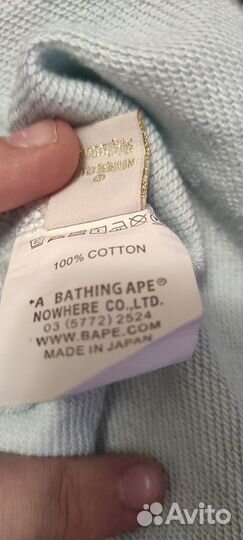 100% COTTON
*A BATHING APE®
NOWHERE CO.,LTD.
03 (5772) 2524
WWW.BAPE.COM
MADE IN JAPAN
Avito